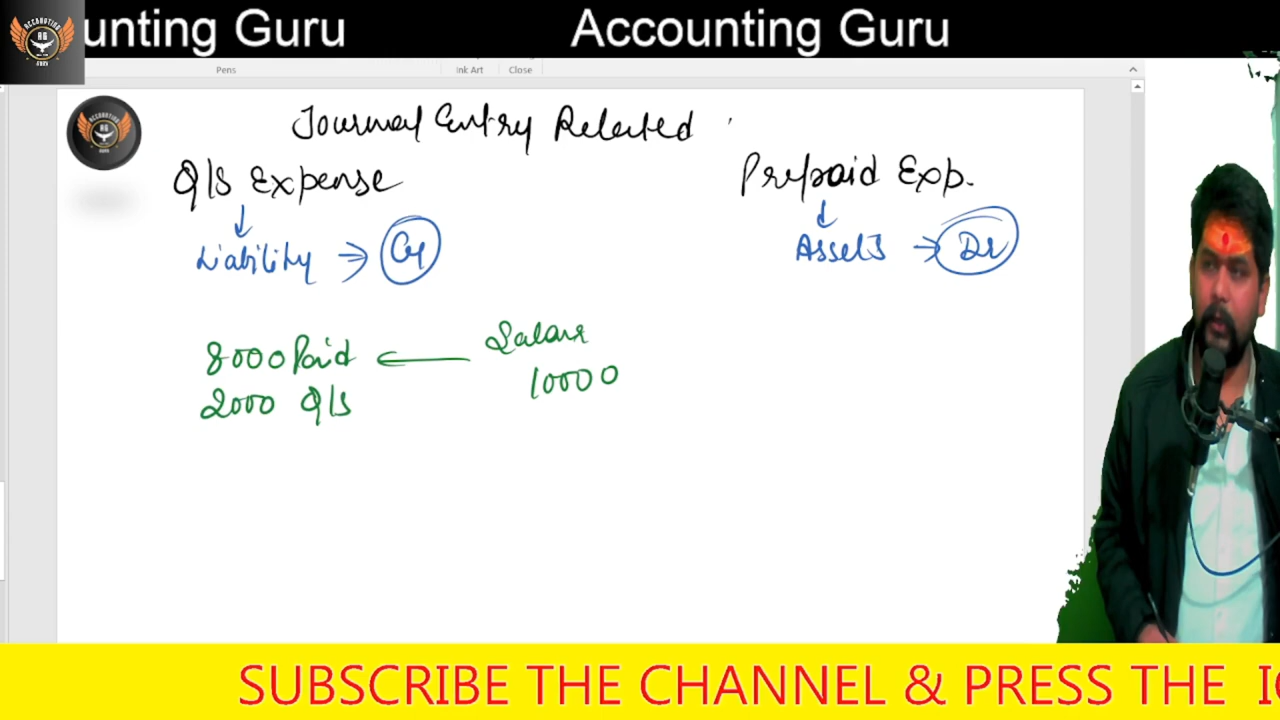 unting Guru
Accounting Guru
Pens
Ink Art
Close
Journal Entry Related
O/S Expense
Prepaid Exp.
Liability → Cr
Assets → Dr
Salary
8000 Paid ←
10000
2000 O/S
SUBSCRIBE THE CHANNEL & PRESS THE